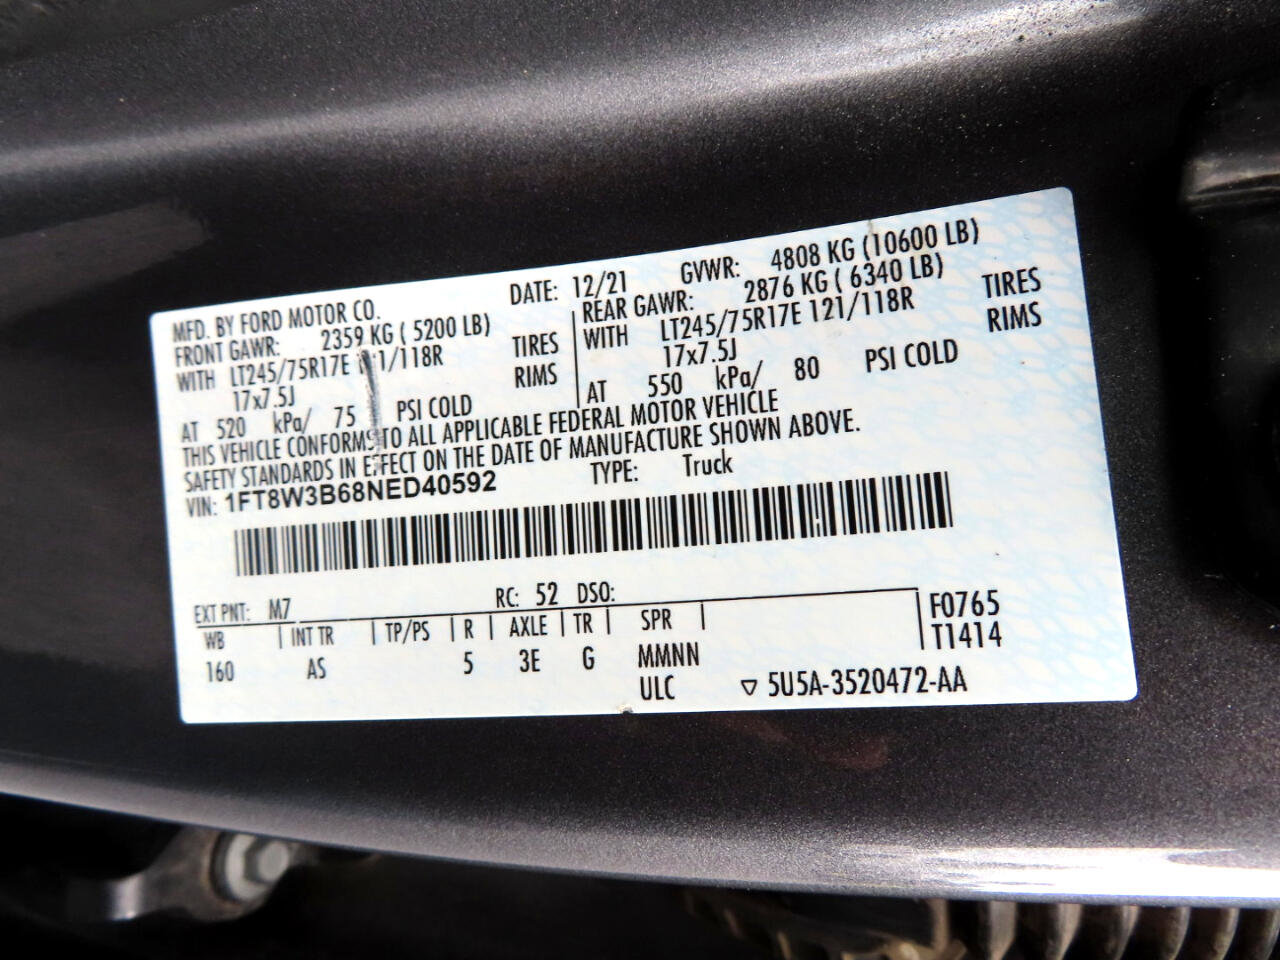 MFD. BY FORD MOTOR CO. DATE: 12/21 GVWR: 4808 KG (10600 LB)
FRONT GAWR: 2359 KG ( 5200 LB) REAR GAWR: 2876 KG ( 6340 LB)
WITH LT245/75R17E 121/118R TIRES WITH LT245/75R17E 121/118R TIRES
17x7.5J RIMS 17x7.5J RIMS
AT 520 kPa/ 75 PSI COLD AT 550 kPa/ 80 PSI COLD
THIS VEHICLE CONFORMS TO ALL APPLICABLE FEDERAL MOTOR VEHICLE
SAFETY STANDARDS IN EFFECT ON THE DATE OF MANUFACTURE SHOWN ABOVE.
VIN: 1FT8W3B68NED40592 TYPE: Truck
EXT PNT: M7 RC: 52 DSO:
WB INT TR TP/PS R AXLE TR SPR F0765
T1414
160 AS 5 3E G MMNN
ULC ▽ 5U5A-3520472-AA